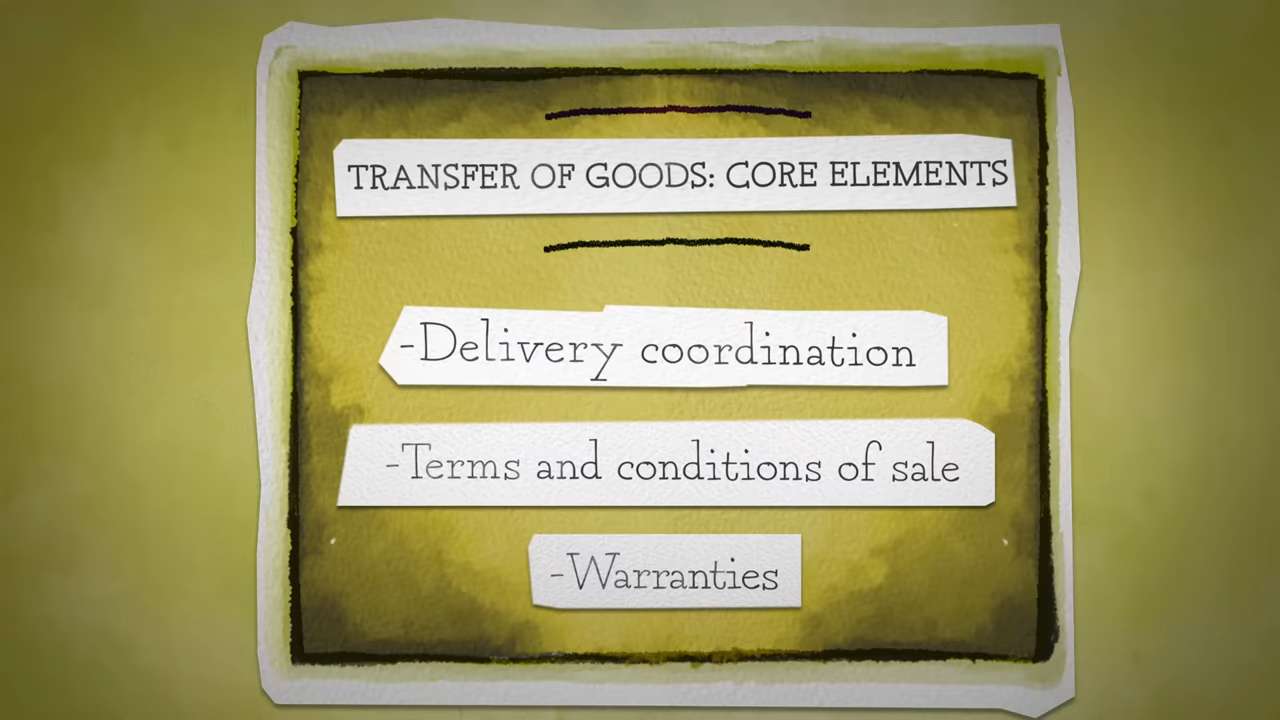 TRANSFER OF GOODS: CORE ELEMENTS
-Delivery coordination
-Terms and conditions of sale
-Warranties